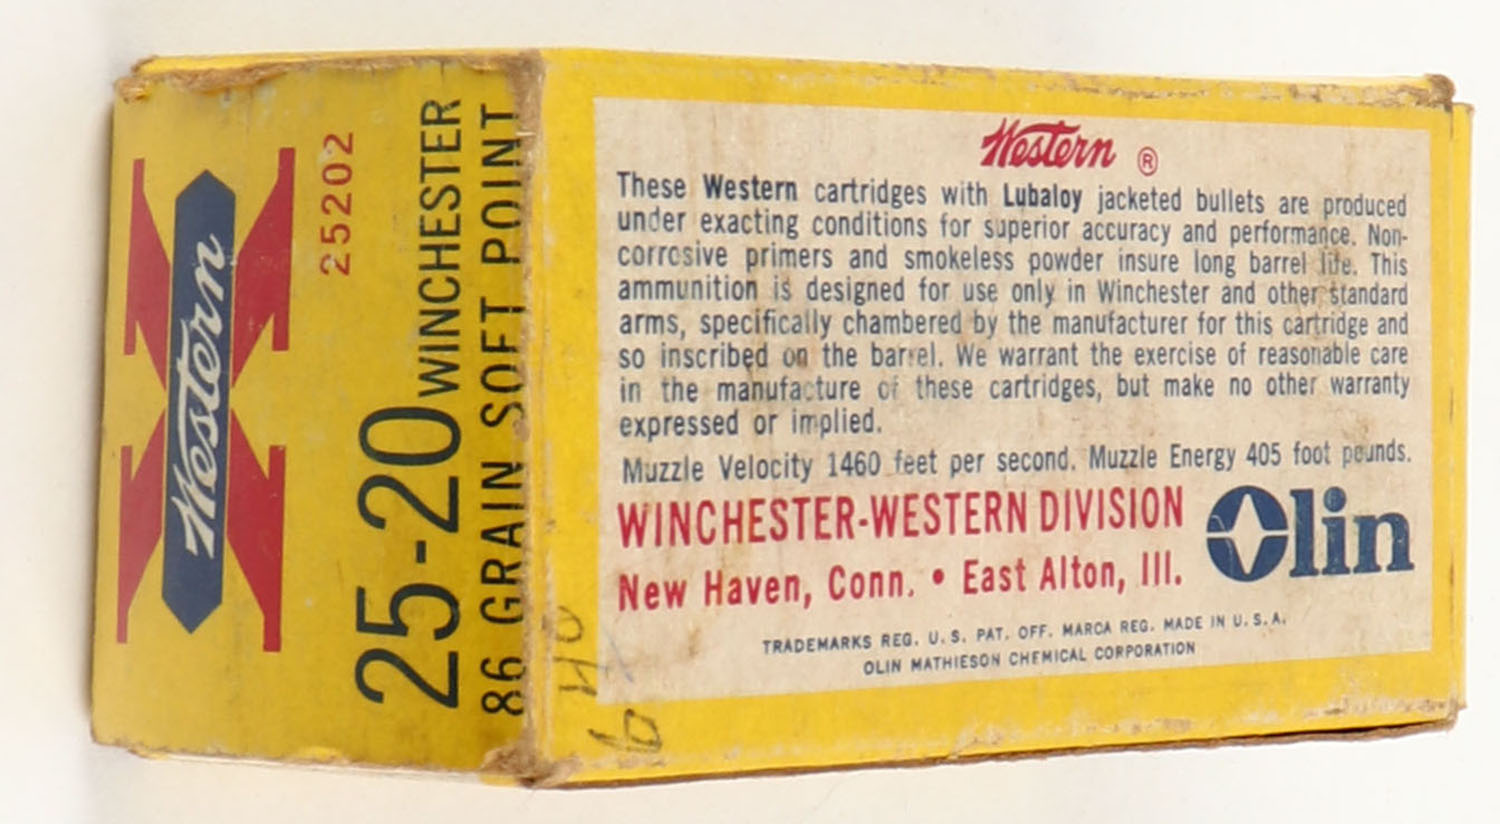 Western
25202
25-20 WINCHESTER
86 GRAIN SOFT POINT
Western ®
These Western cartridges with Lubaloy jacketed bullets are produced
under exacting conditions for superior accuracy and performance. Non-
corrosive primers and smokeless powder insure long barrel life. This
ammunition is designed for use only in Winchester and other standard
arms, specifically chambered by the manufacturer for this cartridge and
so inscribed on the barrel. We warrant the exercise of reasonable care
in the manufacture of these cartridges, but make no other warranty
expressed or implied.
Muzzle Velocity 1460 feet per second. Muzzle Energy 405 foot pounds.
WINCHESTER-WESTERN DIVISION
New Haven, Conn. • East Alton, Ill.
Olin
TRADEMARKS REG. U. S. PAT. OFF. MARCA REG. MADE IN U. S. A.
OLIN MATHIESON CHEMICAL CORPORATION